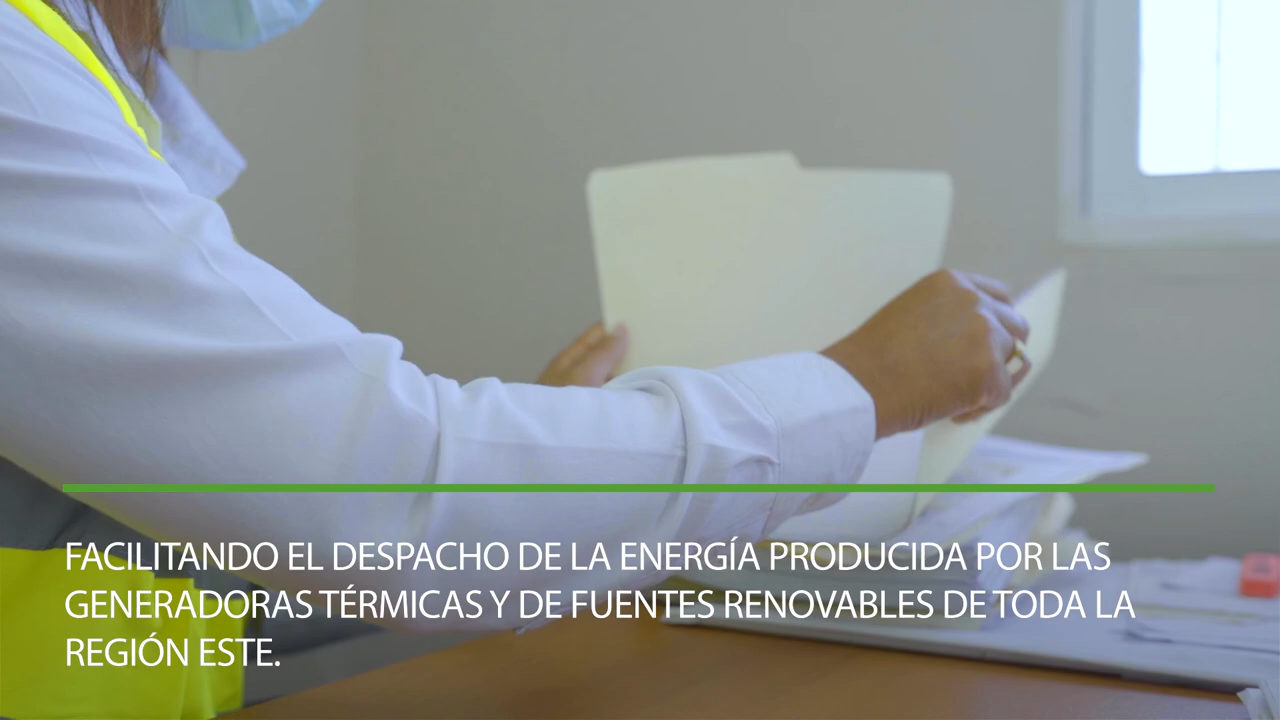 FACILITANDO EL DESPACHO DE LA ENERGÍA PRODUCIDA POR LAS
GENERADORAS TÉRMICAS Y DE FUENTES RENOVABLES DE TODA LA
REGIÓN ESTE.